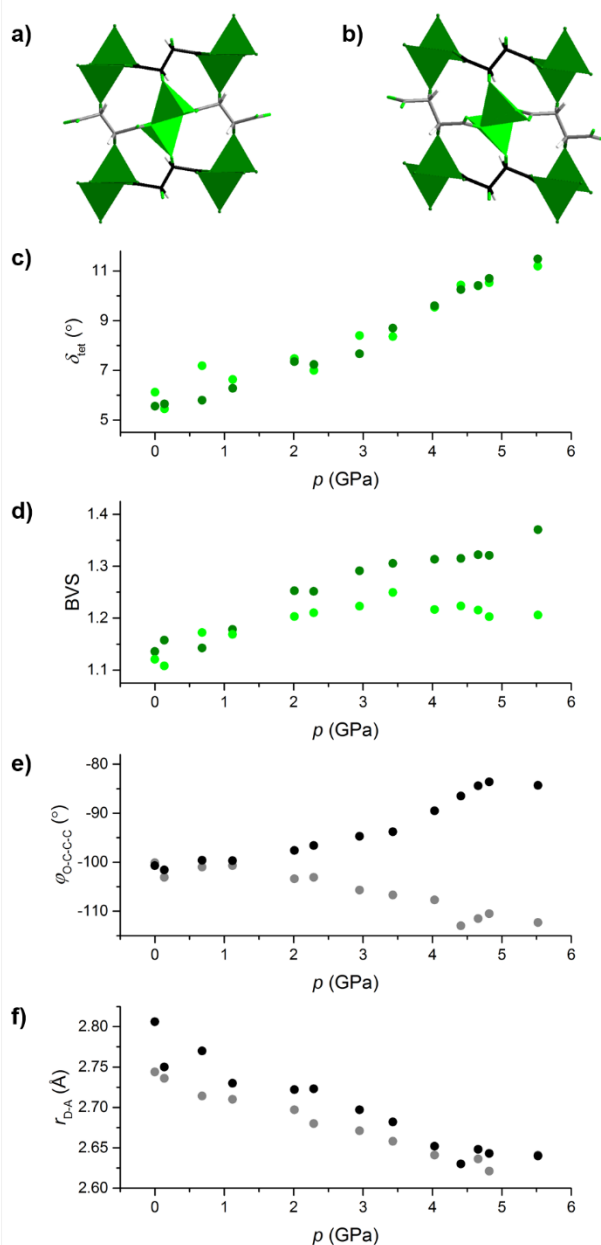 a)
b)
c)
11
9
7
5
δtet (°)
0 1 2 3 4 5 6
p (GPa)
d)
1.4
1.3
1.2
1.1
BVS
0 1 2 3 4 5 6
p (GPa)
e)
-80
-90
-100
-110
φO-C-C-C (°)
0 1 2 3 4 5 6
p (GPa)
f)
2.80
2.75
2.70
2.65
2.60
rD-A (Å)
0 1 2 3 4 5 6
p (GPa)